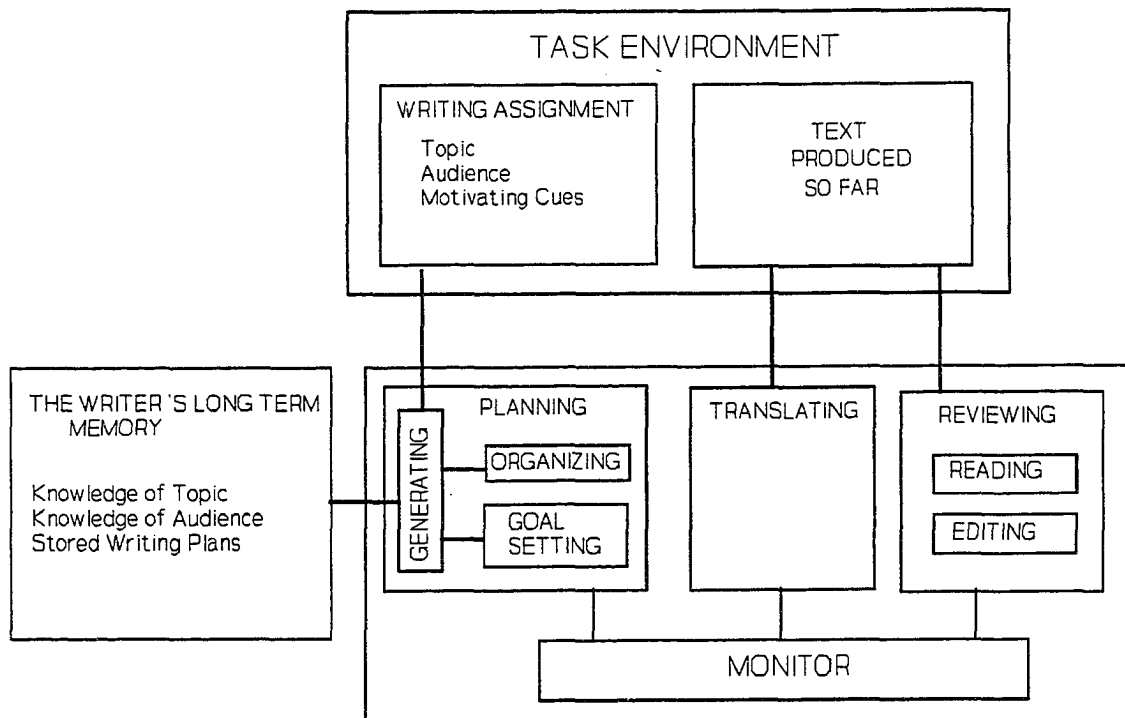 TASK ENVIRONMENT
WRITING ASSIGNMENT
Topic
Audience
Motivating Cues
TEXT
PRODUCED
SO FAR
THE WRITER'S LONG TERM
MEMORY
Knowledge of Topic
Knowledge of Audience
Stored Writing Plans
PLANNING
GENERATING
ORGANIZING
GOAL
SETTING
TRANSLATING
REVIEWING
READING
EDITING
MONITOR